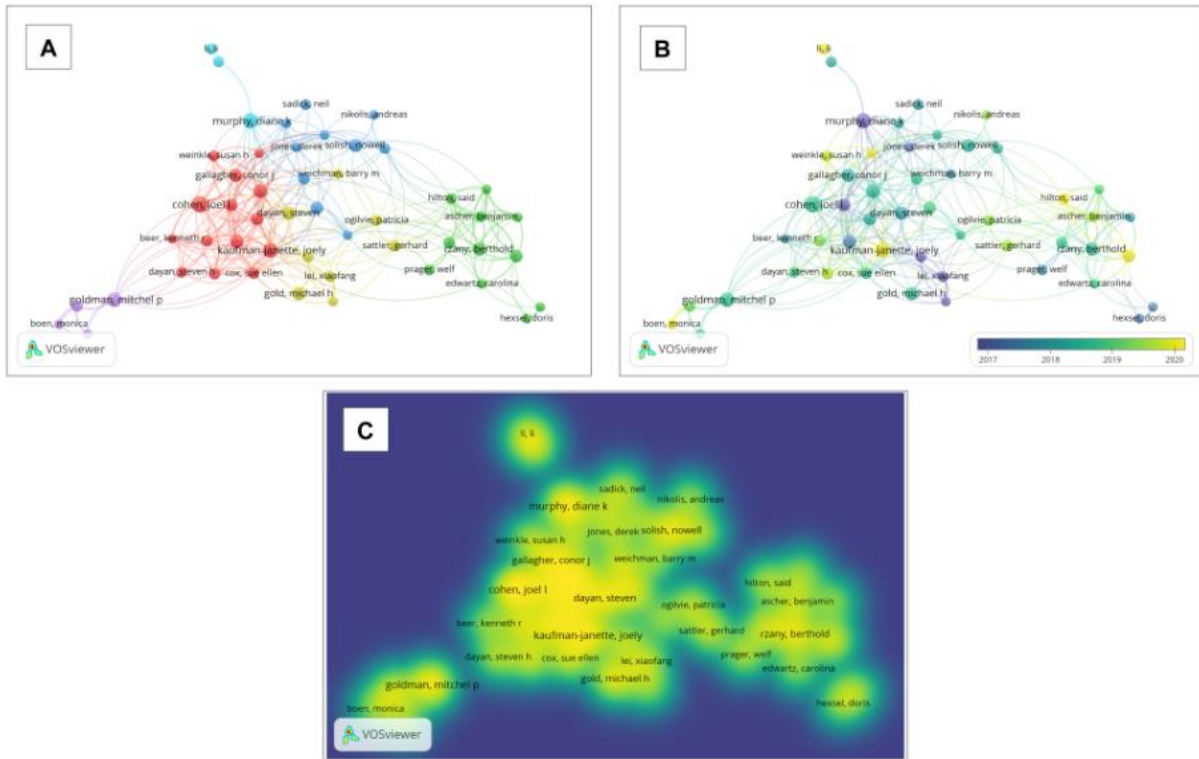 A
li, li
murphy, diane k
sadick, neil
nikolis, andreas
jones, derek
solish, nowell
weinkle, susan h
gallagher, conor j
weichman, barry m
cohen, joel l
dayan, steven
hilton, said
ogilvie, patricia
ascher, benjamin
beer, kenneth r
kaufman-janette, joely
sattler, gerhard
rzany, berthold
dayan, steven h
cox, sue ellen
lei, xiaofang
prager, welf
edwartz, carolina
goldman, mitchel p
gold, michael h
boen, monica
hexsel, doris
VOSviewer
B
li, li
murphy, diane k
sadick, neil
nikolis, andreas
jones, derek
solish, nowell
weinkle, susan h
gallagher, conor j
weichman, barry m
cohen, joel l
dayan, steven
hilton, said
ogilvie, patricia
ascher, benjamin
beer, kenneth r
kaufman-janette, joely
sattler, gerhard
rzany, berthold
dayan, steven h
cox, sue ellen
lei, xiaofang
prager, welf
edwartz, carolina
goldman, mitchel p
gold, michael h
boen, monica
hexsel, doris
VOSviewer
2017 2018 2019 2020
C
li, li
sadick, neil
murphy, diane k
nikolis, andreas
jones, derek
solish, nowell
weinkle, susan h
gallagher, conor j
weichman, barry m
cohen, joel l
dayan, steven
hilton, said
ogilvie, patricia
ascher, benjamin
beer, kenneth r
kaufman-janette, joely
sattler, gerhard
rzany, berthold
dayan, steven h
cox, sue ellen
lei, xiaofang
prager, welf
edwartz, carolina
goldman, mitchel p
gold, michael h
boen, monica
hexsel, doris
VOSviewer